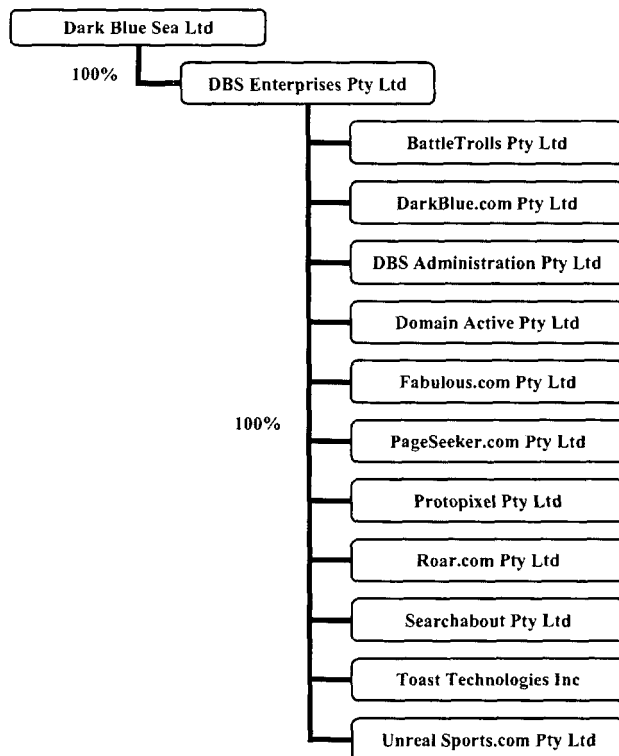 Dark Blue Sea Ltd
100%
DBS Enterprises Pty Ltd
BattleTrolls Pty Ltd
DarkBlue.com Pty Ltd
DBS Administration Pty Ltd
Domain Active Pty Ltd
Fabulous.com Pty Ltd
100%
PageSeeker.com Pty Ltd
Protopixel Pty Ltd
Roar.com Pty Ltd
Searchabout Pty Ltd
Toast Technologies Inc
Unreal Sports.com Pty Ltd